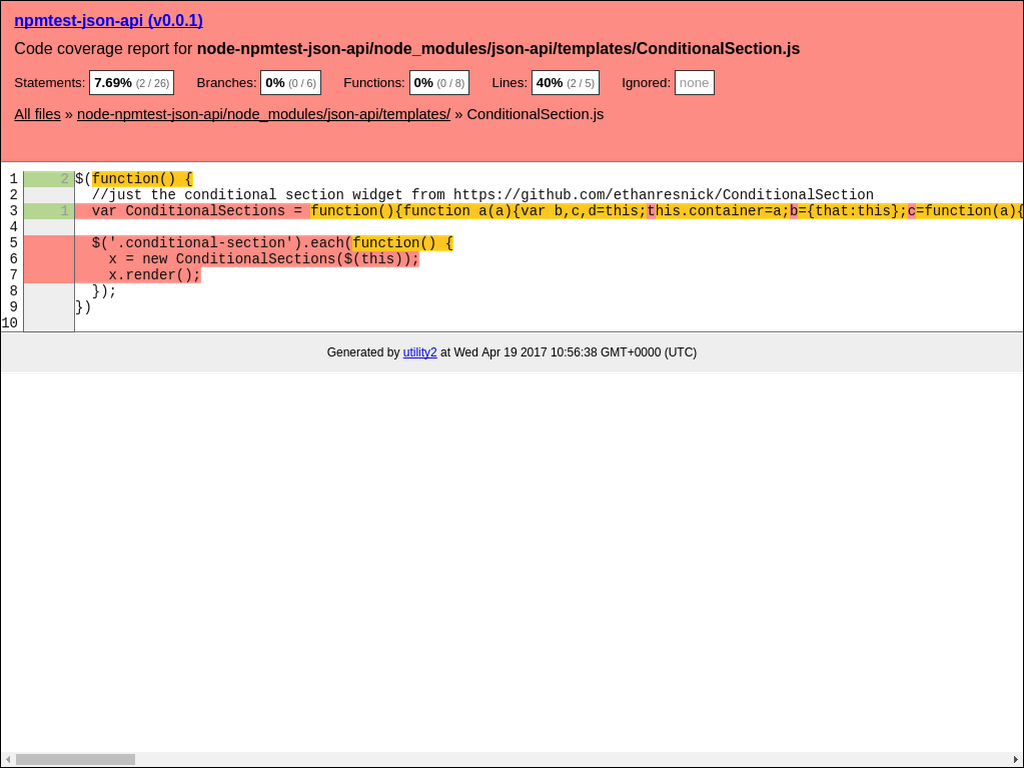 npmtest-json-api (v0.0.1)
Code coverage report for node-npmtest-json-api/node_modules/json-api/templates/ConditionalSection.js
Statements: 7.69% (2 / 26) Branches: 0% (0 / 6) Functions: 0% (0 / 8) Lines: 40% (2 / 5) Ignored: none
All files » node-npmtest-json-api/node_modules/json-api/templates/ » ConditionalSection.js
1 2 $(function() {
2 //just the conditional section widget from https://github.com/ethanresnick/ConditionalSection
3 1 var ConditionalSections = function(){function a(a){var b,c,d=this;this.container=a;b={that:this};c=function(a){
4
5 $('.conditional-section').each(function() {
6 x = new ConditionalSections($(this));
7 x.render();
8 });
9 })
10
Generated by utility2 at Wed Apr 19 2017 10:56:38 GMT+0000 (UTC)